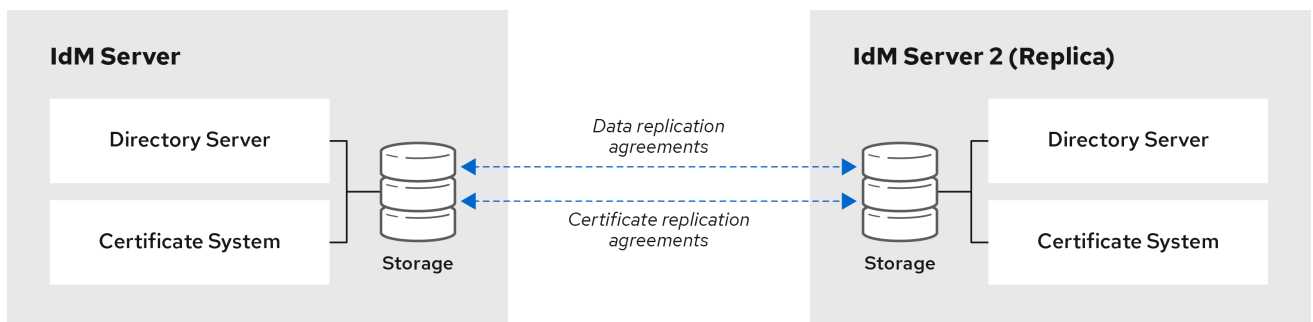 IdM Server
Directory Server
Certificate System
Storage
Data replication
agreements
Certificate replication
agreements
IdM Server 2 (Replica)
Storage
Directory Server
Certificate System